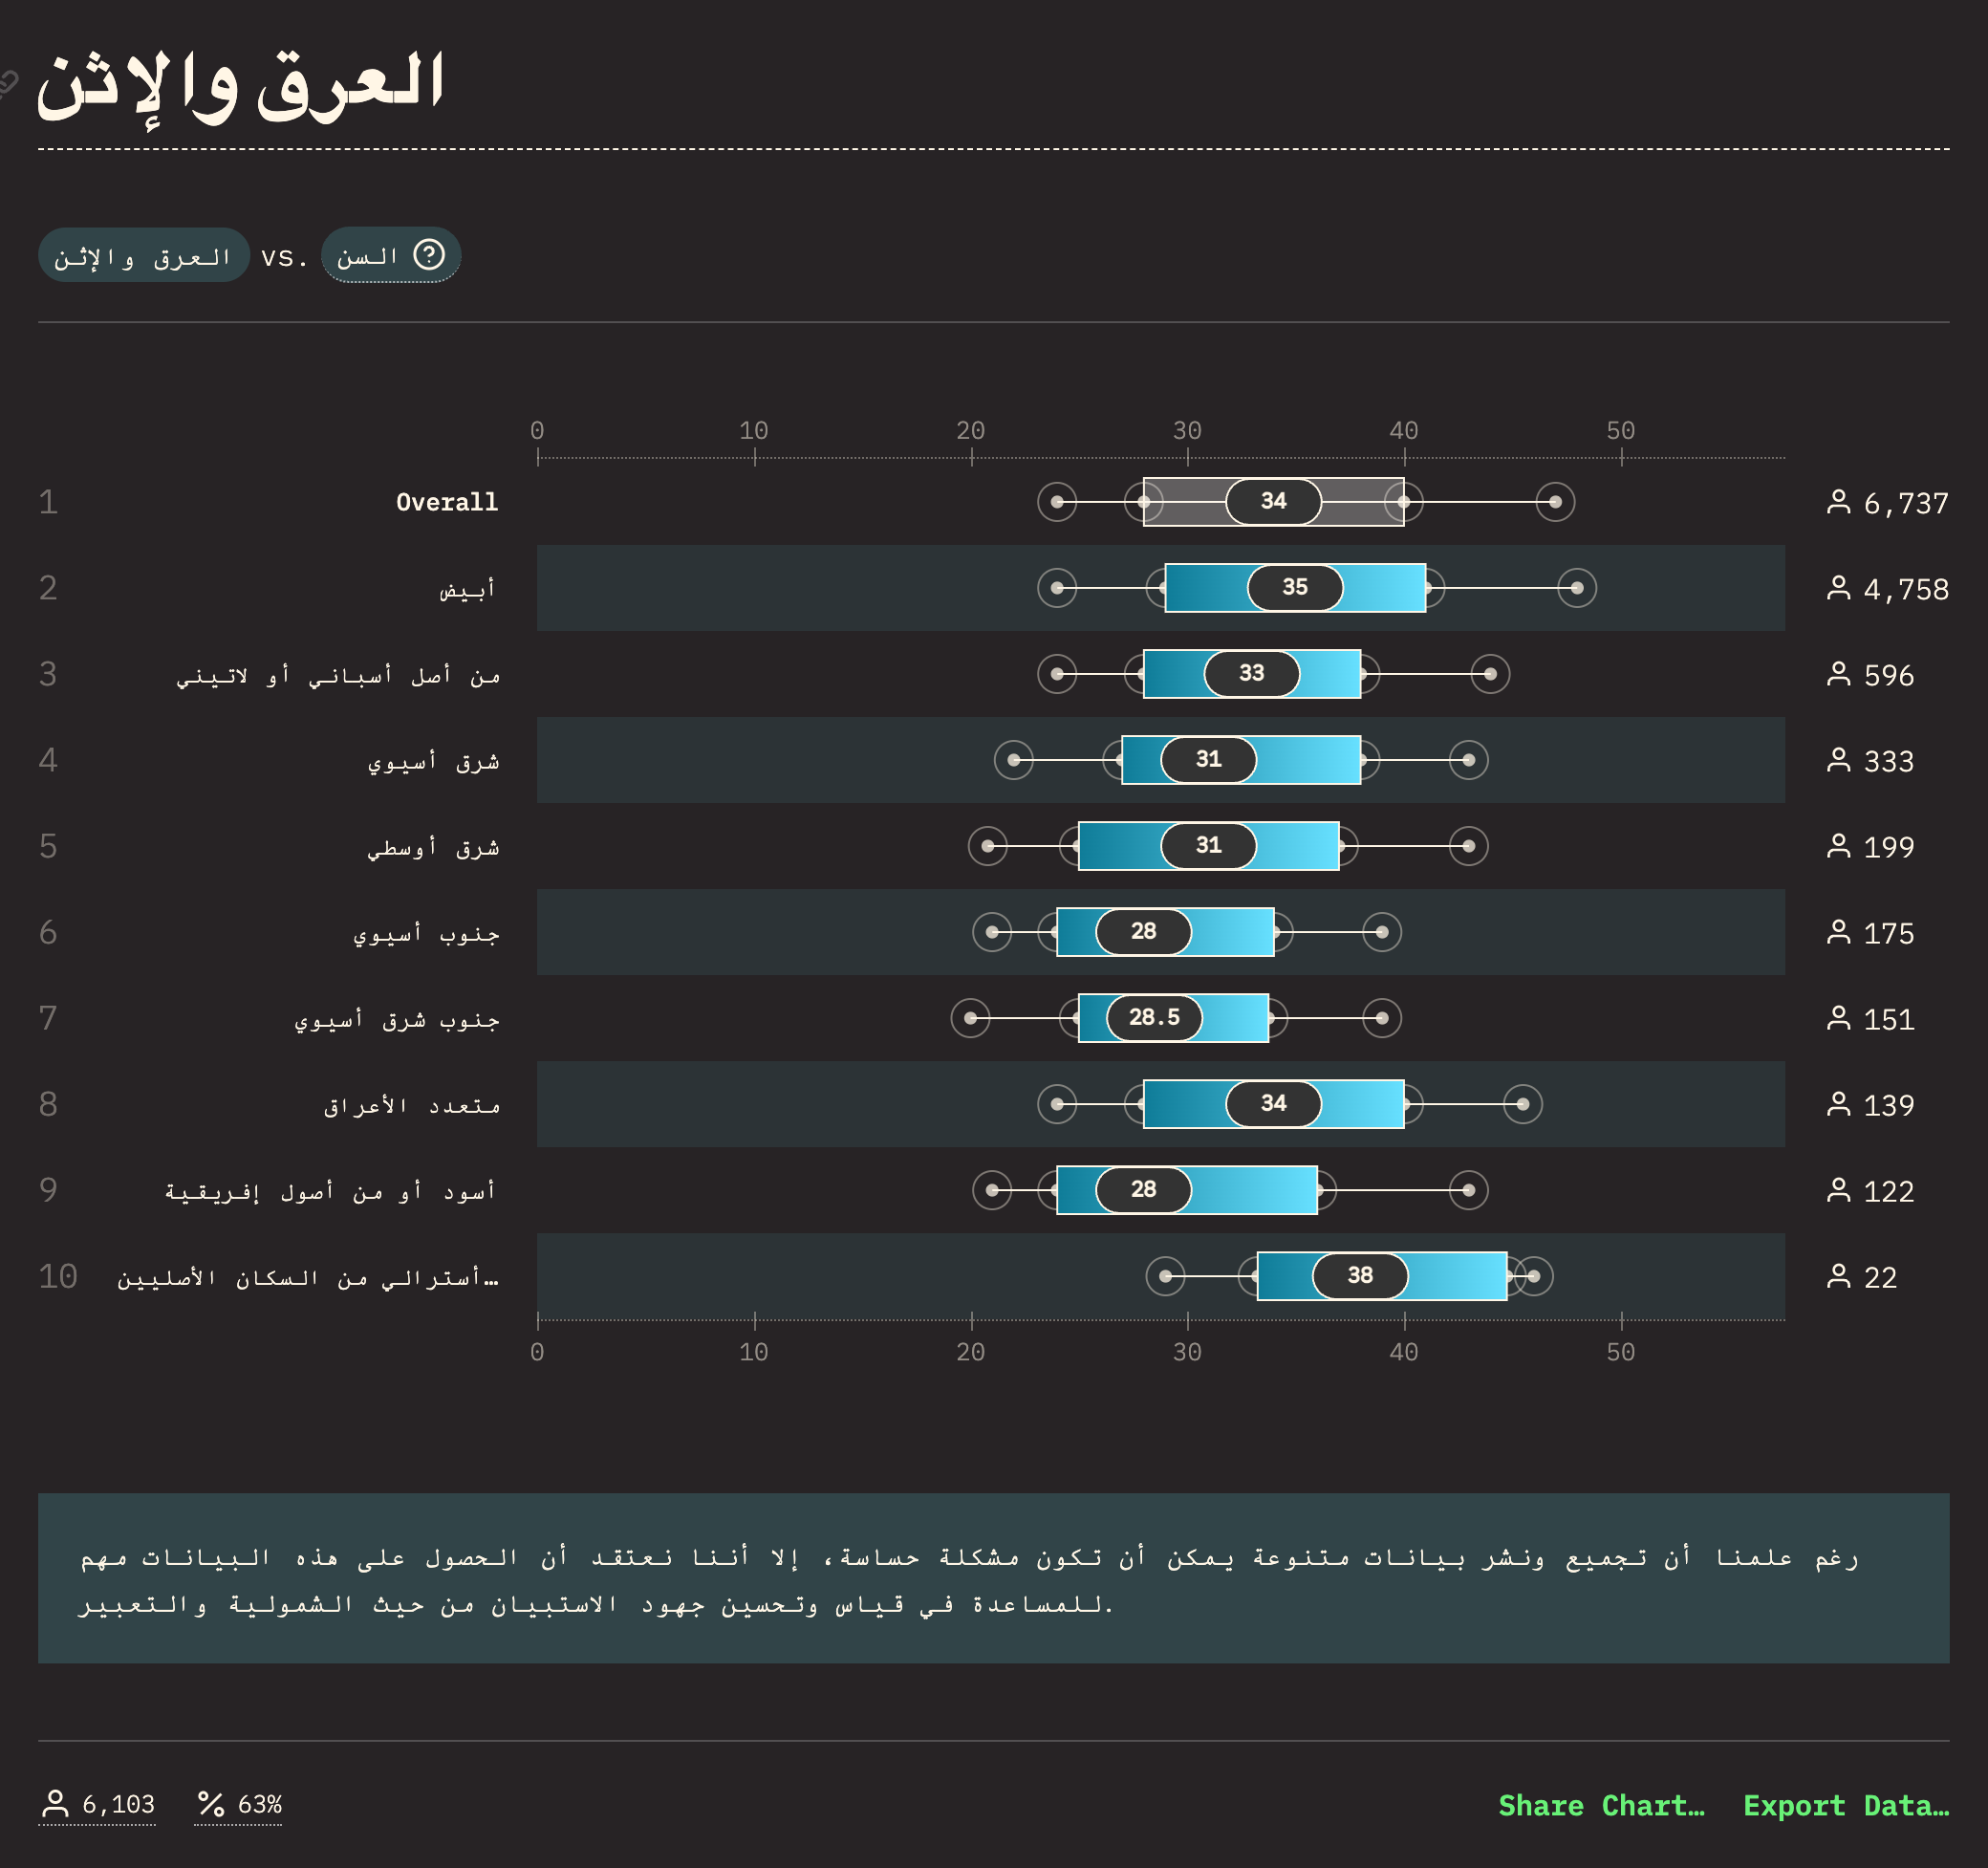 العرق والإثن
العرق والإثن vs. السن
0 10 20 30 40 50
1 Overall 34 6,737
2 أبيض 35 4,758
3 من أصل أسباني أو لاتيني 33 596
4 شرق أسيوي 31 333
5 شرق أوسطي 31 199
6 جنوب أسيوي 28 175
7 جنوب شرق أسيوي 28.5 151
8 متعدد الأعراق 34 139
9 أسود أو من أصول إفريقية 28 122
10 أسترالي من السكان الأصليين… 38 22
0 10 20 30 40 50
رغم علمنا أن تجميع ونشر بيانات متنوعة يمكن أن تكون مشكلة حساسة، إلا أننا نعتقد أن الحصول على هذه البيانات مهم
للمساعدة في قياس وتحسين جهود الاستبيان من حيث الشمولية والتعبير.
6,103 63% Share Chart… Export Data…